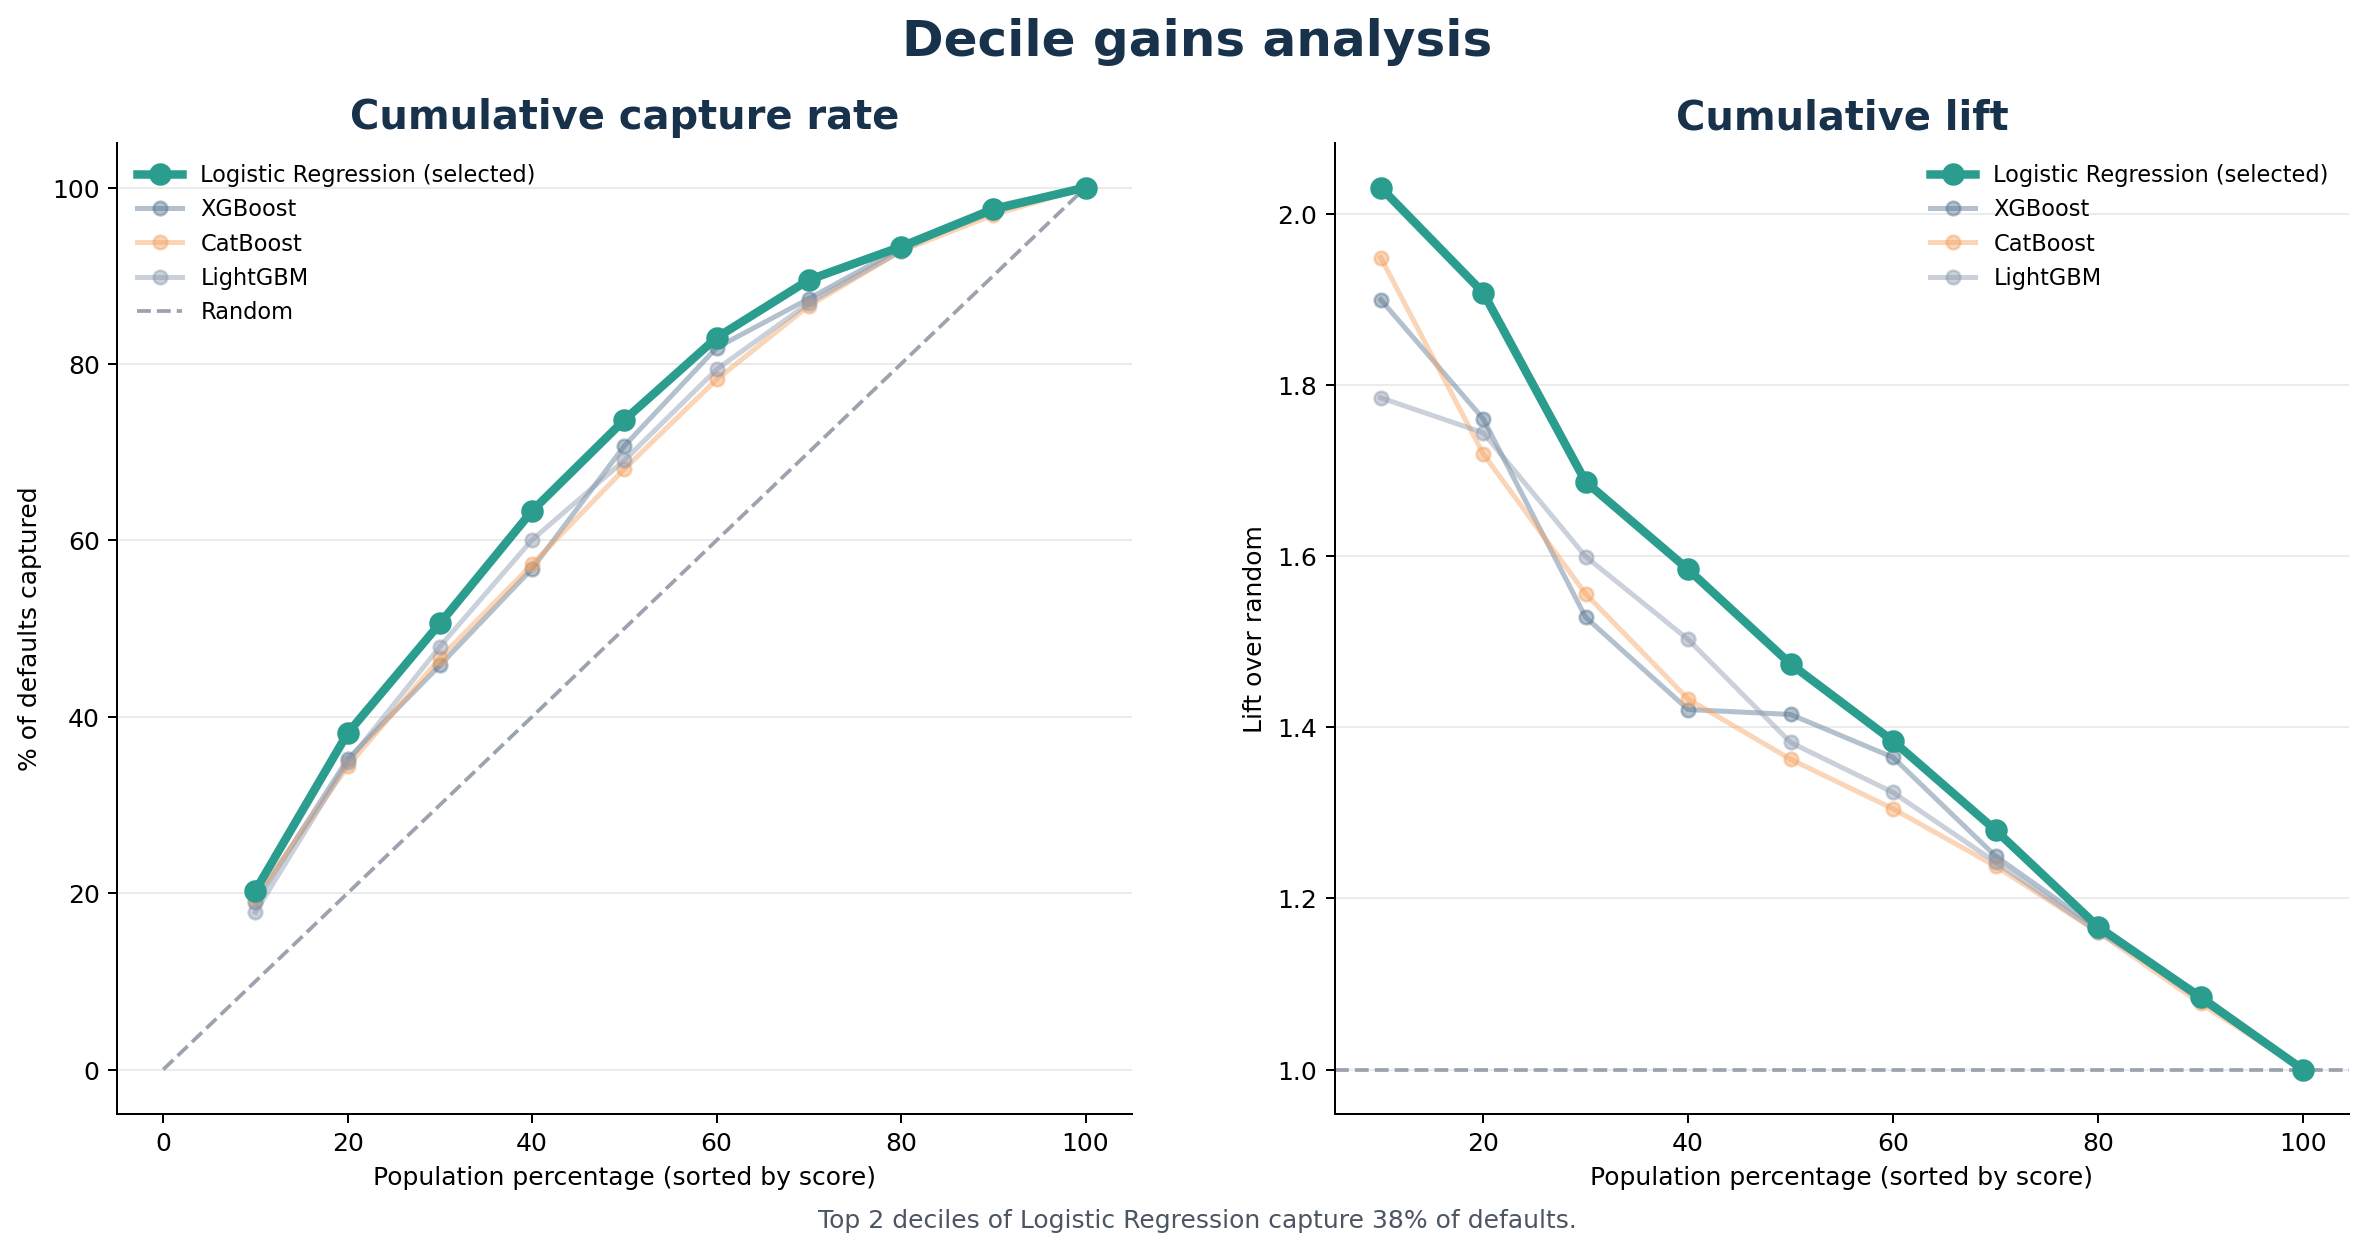 Decile gains analysis
Cumulative capture rate
Logistic Regression (selected)
XGBoost
CatBoost
LightGBM
Random
% of defaults captured
100
80
60
40
20
0
0 20 40 60 80 100
Population percentage (sorted by score)
Cumulative lift
Logistic Regression (selected)
XGBoost
CatBoost
LightGBM
Lift over random
2.0
1.8
1.6
1.4
1.2
1.0
20 40 60 80 100
Population percentage (sorted by score)
Top 2 deciles of Logistic Regression capture 38% of defaults.